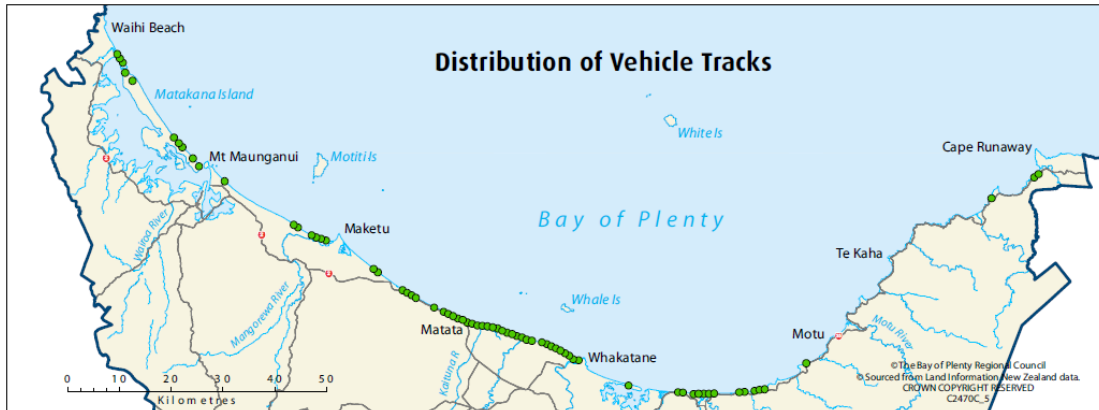 Waihi Beach
Distribution of Vehicle Tracks
Matakana Island
White Is
Cape Runaway
Mt Maunganui
Motiti Is
Bay of Plenty
Wairoa River
Maketu
Te Kaha
Whale Is
Mangorewa River
Matata
Motu
Motu River
Kaituna R
Whakatane
0 10 20 30 40 50
Kilometres
©The Bay of Plenty Regional Council
© Sourced from Land Information New Zealand data.
CROWN COPYRIGHT RESERVED
C2470C_5